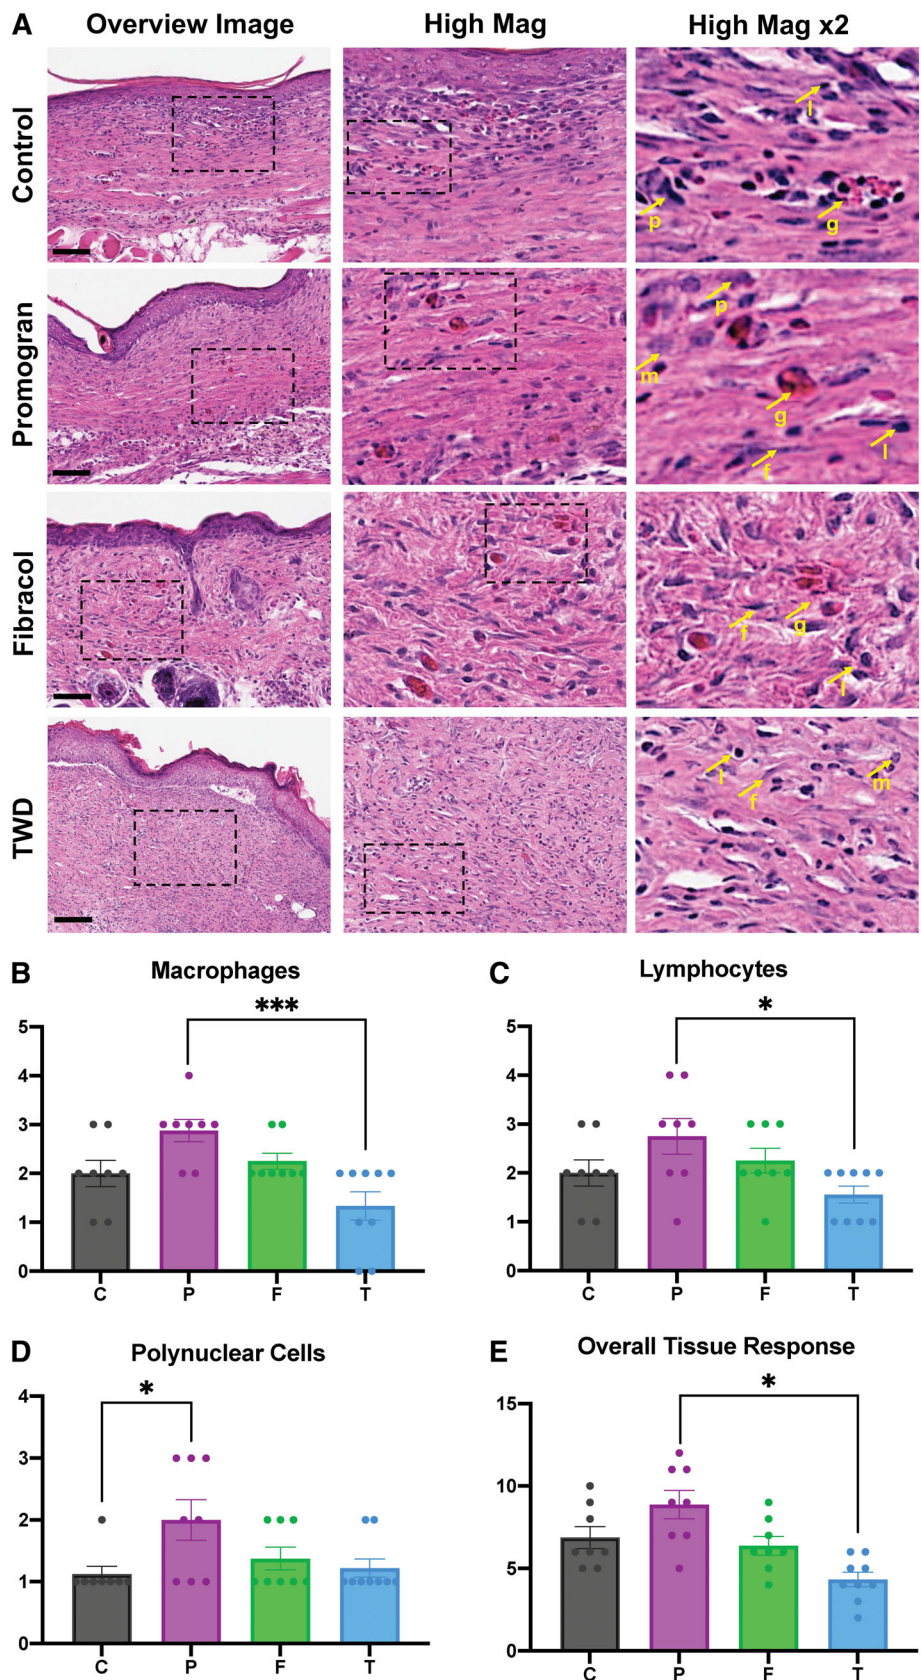 A Overview Image High Mag High Mag x2
Control
l
p
g
Promogran
p
m
g
l
f
Fibracol
f
g
l
TWD
l
f
m
B Macrophages
***
5
4
3
2
1
0
C P F T
C Lymphocytes
*
5
4
3
2
1
0
C P F T
D Polynuclear Cells
*
4
3
2
1
0
C P F T
E Overall Tissue Response
*
15
10
5
0
C P F T